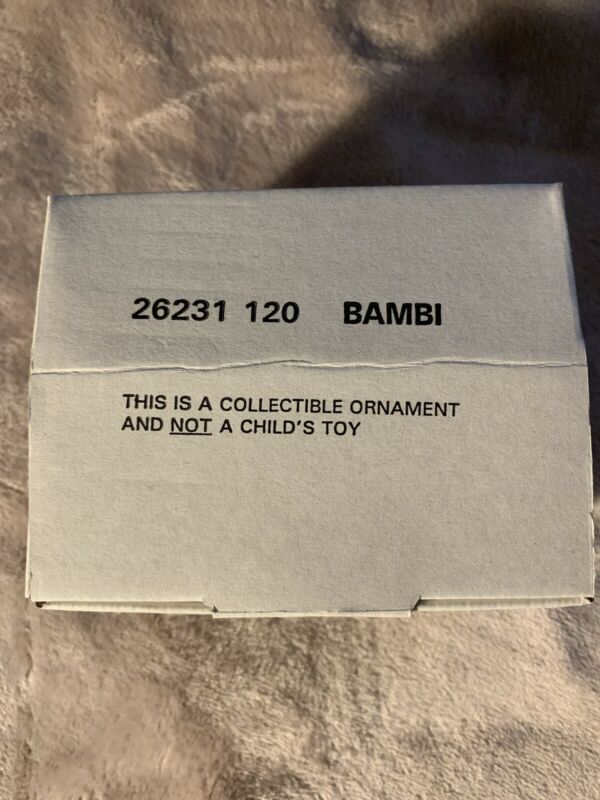 26231 120 BAMBI
THIS IS A COLLECTIBLE ORNAMENT
AND NOT A CHILD'S TOY